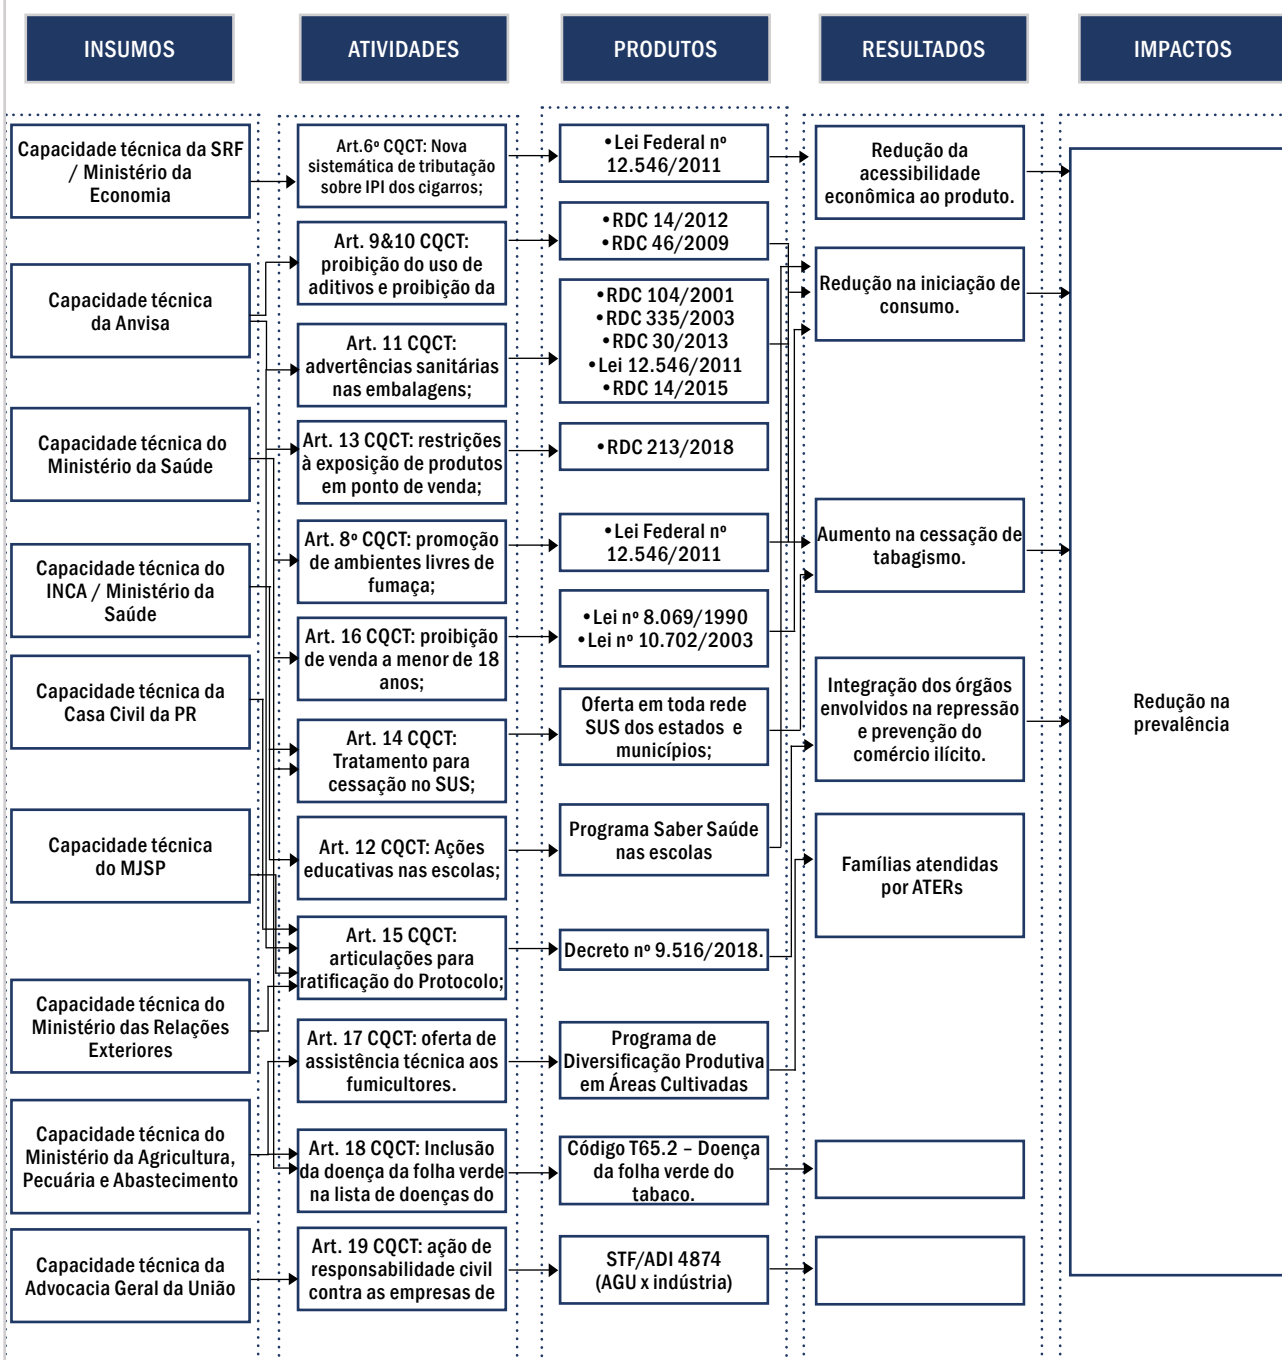 INSUMOS
ATIVIDADES
PRODUTOS
RESULTADOS
IMPACTOS
Capacidade técnica da SRF
/ Ministério da
Economia
Capacidade técnica
da Anvisa
Capacidade técnica do
Ministério da Saúde
Capacidade técnica do
INCA / Ministério da
Saúde
Capacidade técnica da
Casa Civil da PR
Capacidade técnica
do MJSP
Capacidade técnica do
Ministério das Relações
Exteriores
Capacidade técnica do
Ministério da Agricultura,
Pecuária e Abastecimento
Capacidade técnica da
Advocacia Geral da União
Art.6º CQCT: Nova
sistemática de tributação
sobre IPI dos cigarros;
Art. 9&10 CQCT:
proibição do uso de
aditivos e proibição da
Art. 11 CQCT:
advertências sanitárias
nas embalagens;
Art. 13 CQCT: restrições
à exposição de produtos
em ponto de venda;
Art. 8º CQCT: promoção
de ambientes livres de
fumaça;
Art. 16 CQCT: proibição
de venda a menor de 18
anos;
Art. 14 CQCT:
Tratamento para
cessação no SUS;
Art. 12 CQCT: Ações
educativas nas escolas;
Art. 15 CQCT:
articulações para
ratificação do Protocolo;
Art. 17 CQCT: oferta de
assistência técnica aos
fumicultores.
Art. 18 CQCT: Inclusão
da doença da folha verde
na lista de doenças do
Art. 19 CQCT: ação de
responsabilidade civil
contra as empresas de
•Lei Federal nº
12.546/2011
•RDC 14/2012
•RDC 46/2009
•RDC 104/2001
•RDC 335/2003
•RDC 30/2013
•Lei 12.546/2011
•RDC 14/2015
•RDC 213/2018
•Lei Federal nº
12.546/2011
•Lei nº 8.069/1990
•Lei nº 10.702/2003
Oferta em toda rede
SUS dos estados e
municípios;
Programa Saber Saúde
nas escolas
Decreto nº 9.516/2018.
Programa de
Diversificação Produtiva
em Áreas Cultivadas
Código T65.2 – Doença
da folha verde do
tabaco.
STF/ADI 4874
(AGU x indústria)
Redução da
acessibilidade
econômica ao produto.
Redução na iniciação de
consumo.
Aumento na cessação de
tabagismo.
Integração dos órgãos
envolvidos na repressão
e prevenção do
comércio ilícito.
Famílias atendidas
por ATERs
Redução na
prevalência